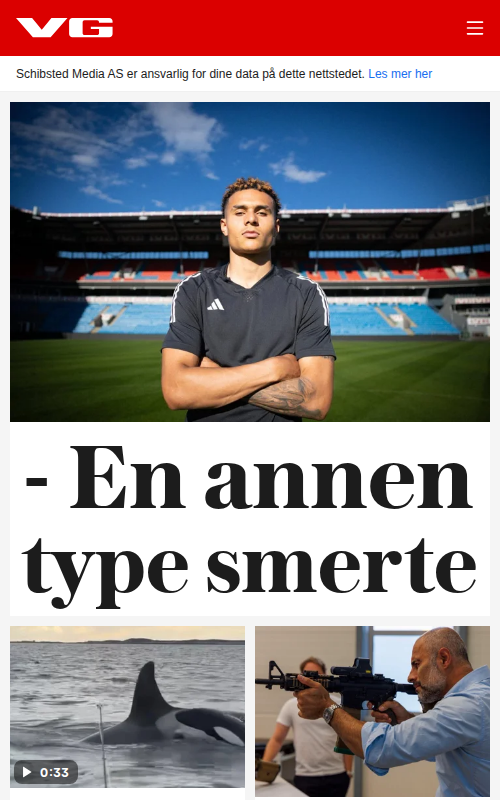 VG
Schibsted Media AS er ansvarlig for dine data på dette nettstedet. Les mer her
- En annen
type smerte
0:33